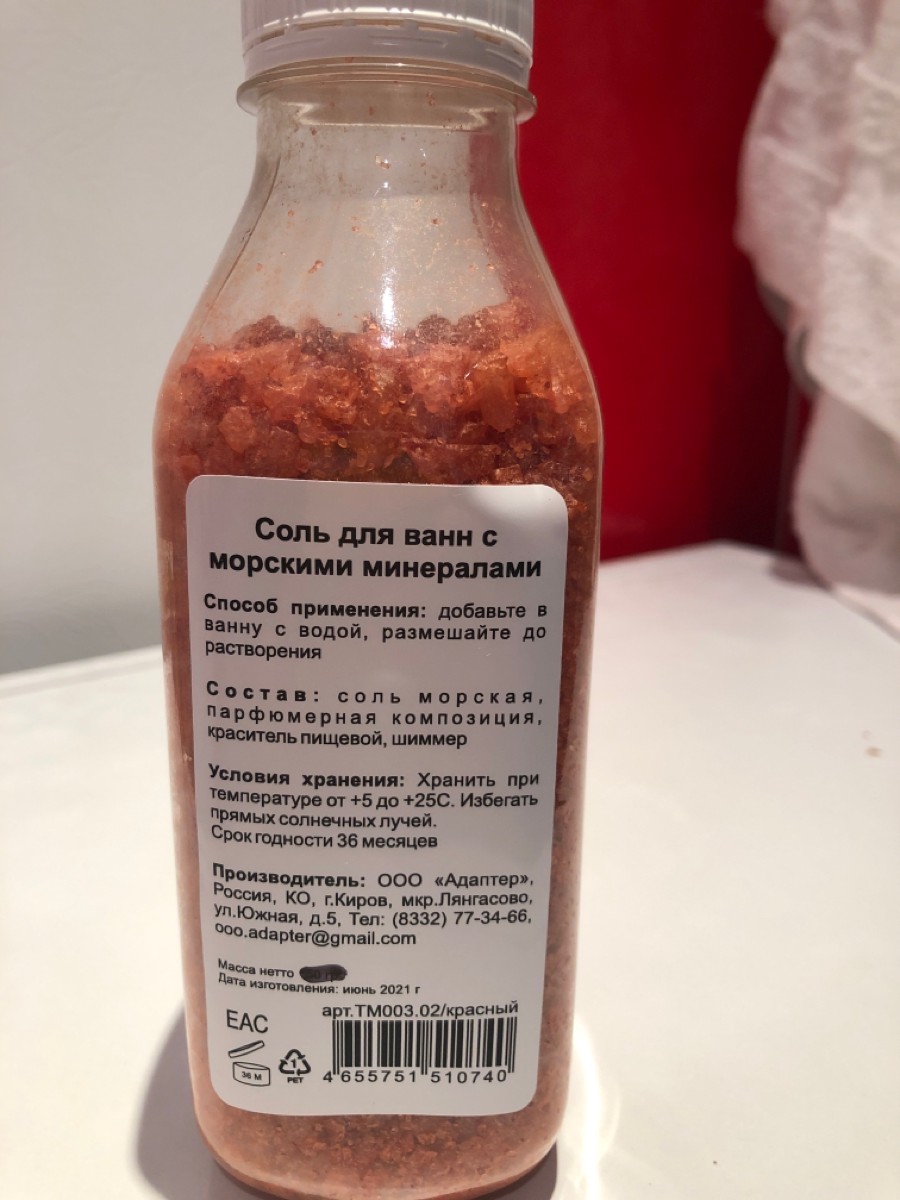 Соль для ванн с
морскими минералами
Способ применения: добавьте в
ванну с водой, размешайте до
растворения
Состав: соль морская,
парфюмерная композиция,
краситель пищевой, шиммер
Условия хранения: Хранить при
температуре от +5 до +25С. Избегать
прямых солнечных лучей.
Срок годности 36 месяцев
Производитель: ООО «Адаптер»,
Россия, КО, г.Киров, мкр.Лянгасово,
ул.Южная, д.5, Тел: (8332) 77-34-66,
ooo.adapter@gmail.com
Масса нетто
Дата изготовления: июнь 2021 г
арт.ТМ003.02/красный
EAC
36 M
1
PET
4 655751 510740